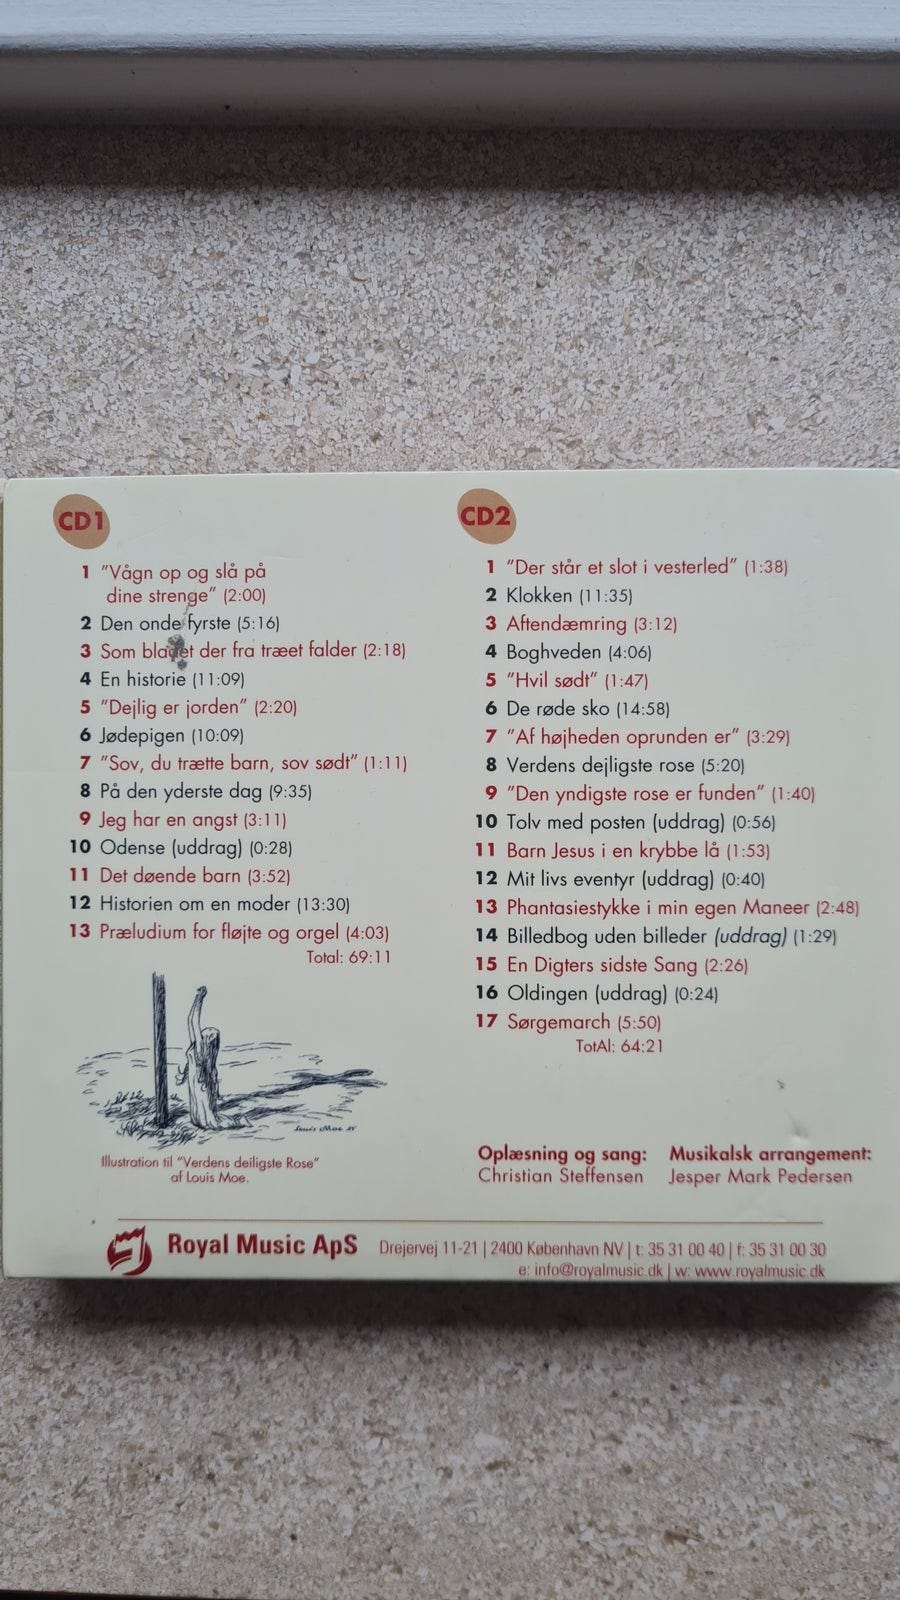 CD1
1 "Vågn op og slå på
dine strenge" (2:00)
2 Den onde fyrste (5:16)
3 Som bladet der fra træet falder (2:18)
4 En historie (11:09)
5 "Dejlig er jorden" (2:20)
6 Jødepigen (10:09)
7 "Sov, du trætte barn, sov sødt" (1:11)
8 På den yderste dag (9:35)
9 Jeg har en angst (3:11)
10 Odense (uddrag) (0:28)
11 Det døende barn (3:52)
12 Historien om en moder (13:30)
13 Præludium for fløjte og orgel (4:03)
Total: 69:11
Louis Moe
Illustration til "Verdens deiligste Rose"
af Louis Moe.
CD2
1 "Der står et slot i vesterled" (1:38)
2 Klokken (11:35)
3 Aftendæmring (3:12)
4 Boghveden (4:06)
5 "Hvil sødt" (1:47)
6 De røde sko (14:58)
7 "Af højheden oprunden er" (3:29)
8 Verdens dejligste rose (5:20)
9 "Den yndigste rose er funden" (1:40)
10 Tolv med posten (uddrag) (0:56)
11 Barn Jesus i en krybbe lå (1:53)
12 Mit livs eventyr (uddrag) (0:40)
13 Phantasiestykke i min egen Maneer (2:48)
14 Billedbog uden billeder (uddrag) (1:29)
15 En Digters sidste Sang (2:26)
16 Oldingen (uddrag) (0:24)
17 Sørgemarch (5:50)
TotAl: 64:21
Oplæsning og sang:
Christian Steffensen
Musikalsk arrangement:
Jesper Mark Pedersen
Royal Music ApS
Drejervej 11-21 | 2400 København NV | t: 35 31 00 40 | f: 35 31 00 30
e: info@royalmusic.dk | w: www.royalmusic.dk